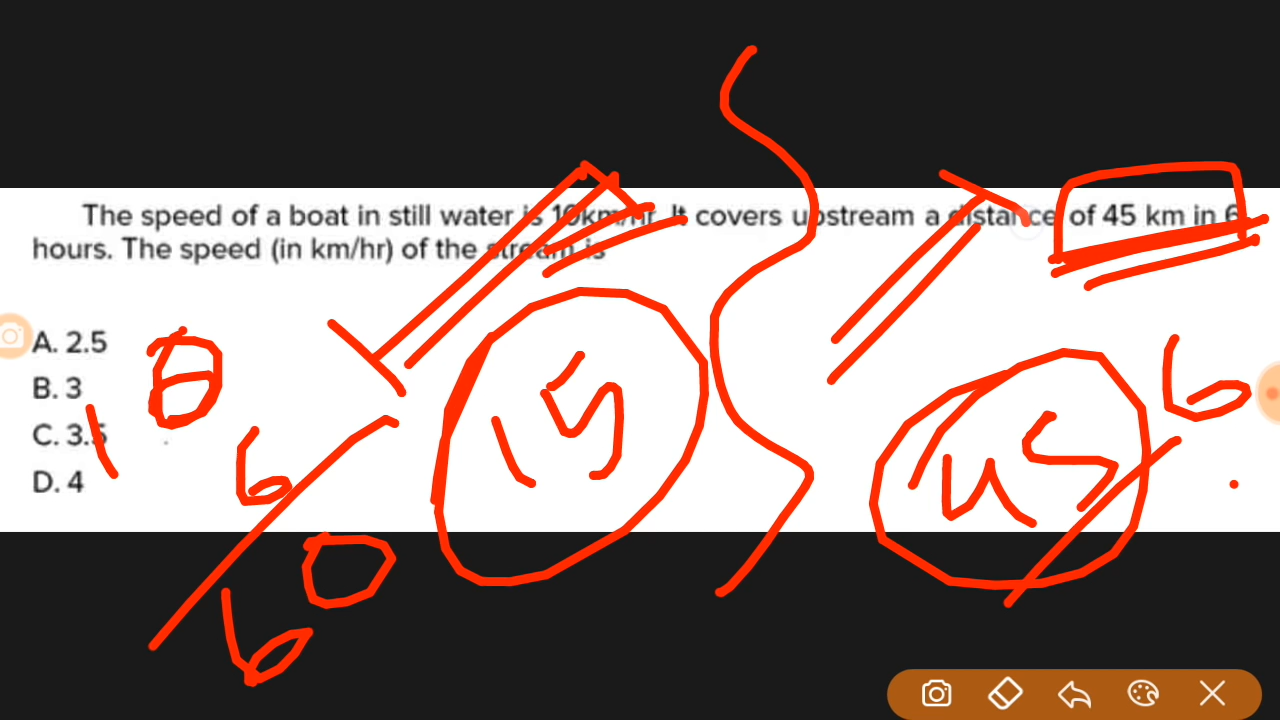 The speed of a boat in still water is 10km/hr. It covers upstream a distance of 45 km in 6
hours. The speed (in km/hr) of the stream is
A. 2.5
B. 3
C. 3.5
D. 4
10
6
60
15
45
6